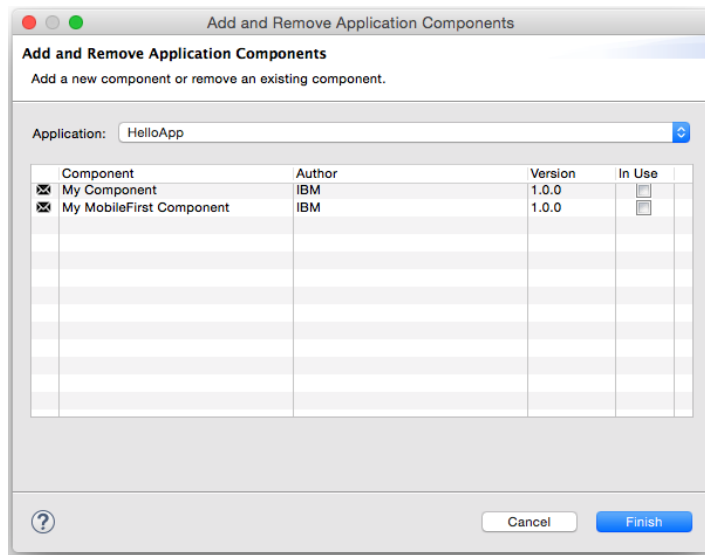 Add and Remove Application Components
Add and Remove Application Components
Add a new component or remove an existing component.
Application: HelloApp
Component Author Version In Use
My Component IBM 1.0.0
My MobileFirst Component IBM 1.0.0
? Cancel Finish